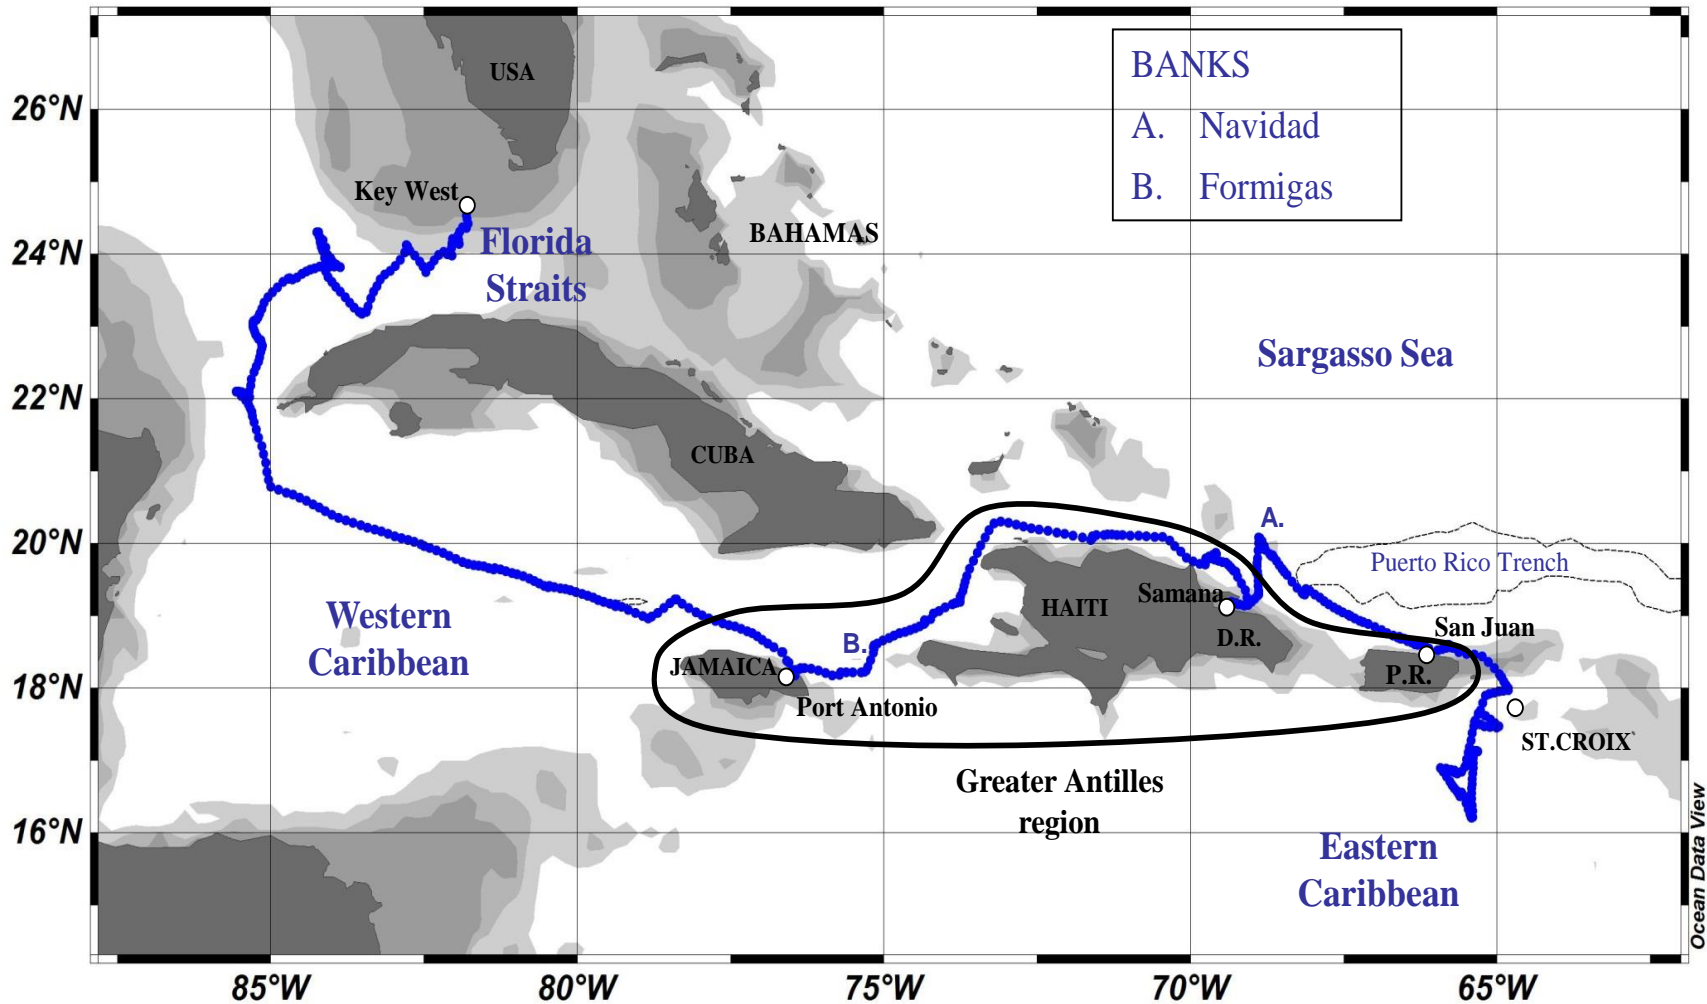 BANKS
A. Navidad
B. Formigas
26°N
24°N
22°N
20°N
18°N
16°N
USA
Key West
Florida
Straits
BAHAMAS
Sargasso Sea
CUBA
A.
Puerto Rico Trench
Samana
HAITI
D.R.
San Juan
P.R.
Western
Caribbean
B.
JAMAICA
Port Antonio
ST.CROIX
Greater Antilles
region
Eastern
Caribbean
Ocean Data View
85°W
80°W
75°W
70°W
65°W